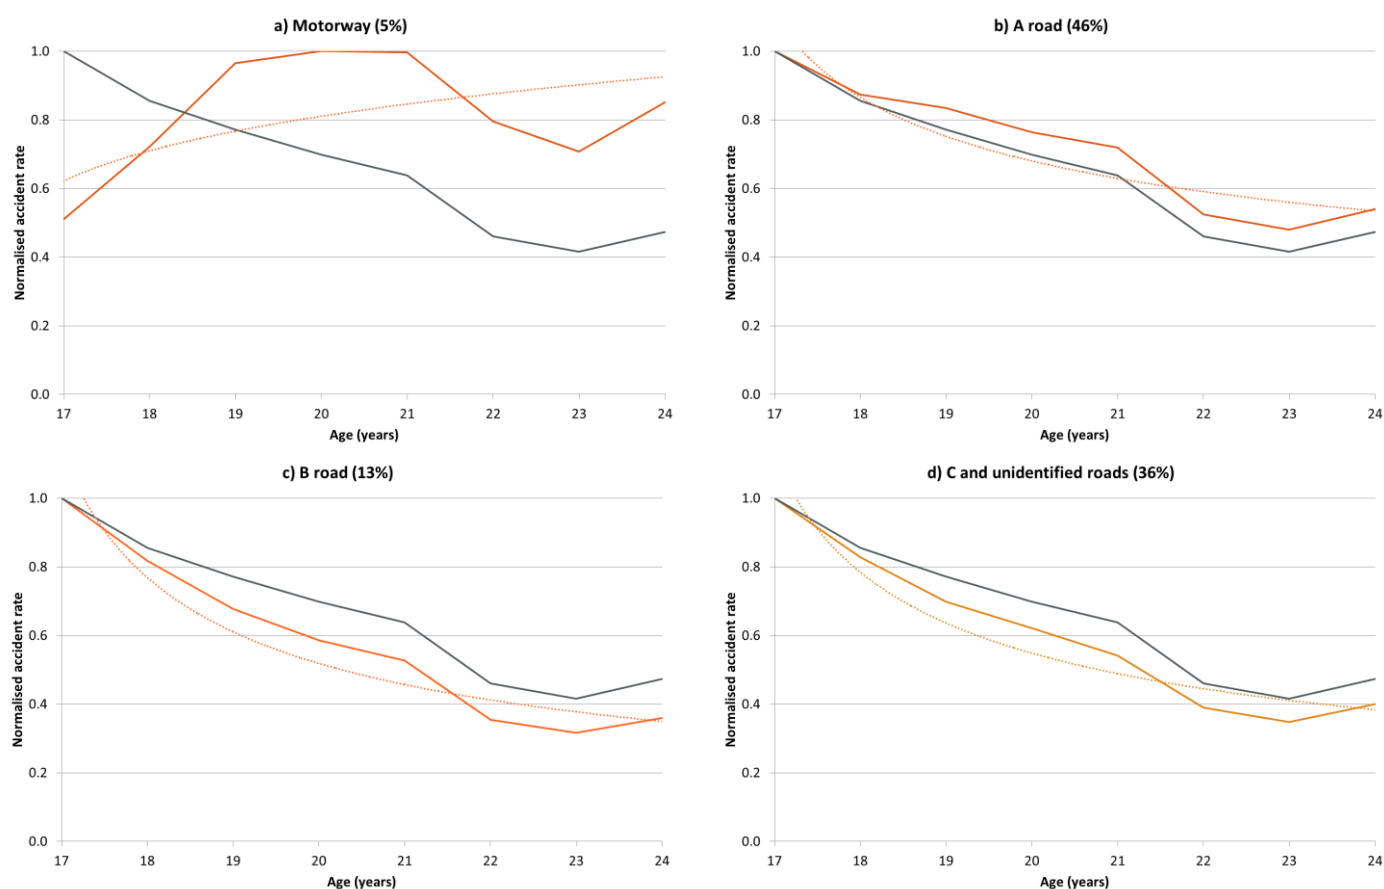 a) Motorway (5%)
Normalised accident rate
1.0
0.8
0.6
0.4
0.2
0.0
17 18 19 20 21 22 23 24
Age (years)
b) A road (46%)
Normalised accident rate
1.0
0.8
0.6
0.4
0.2
0.0
17 18 19 20 21 22 23 24
Age (years)
c) B road (13%)
Normalised accident rate
1.0
0.8
0.6
0.4
0.2
0.0
17 18 19 20 21 22 23 24
Age (years)
d) C and unidentified roads (36%)
Normalised accident rate
1.0
0.8
0.6
0.4
0.2
0.0
17 18 19 20 21 22 23 24
Age (years)